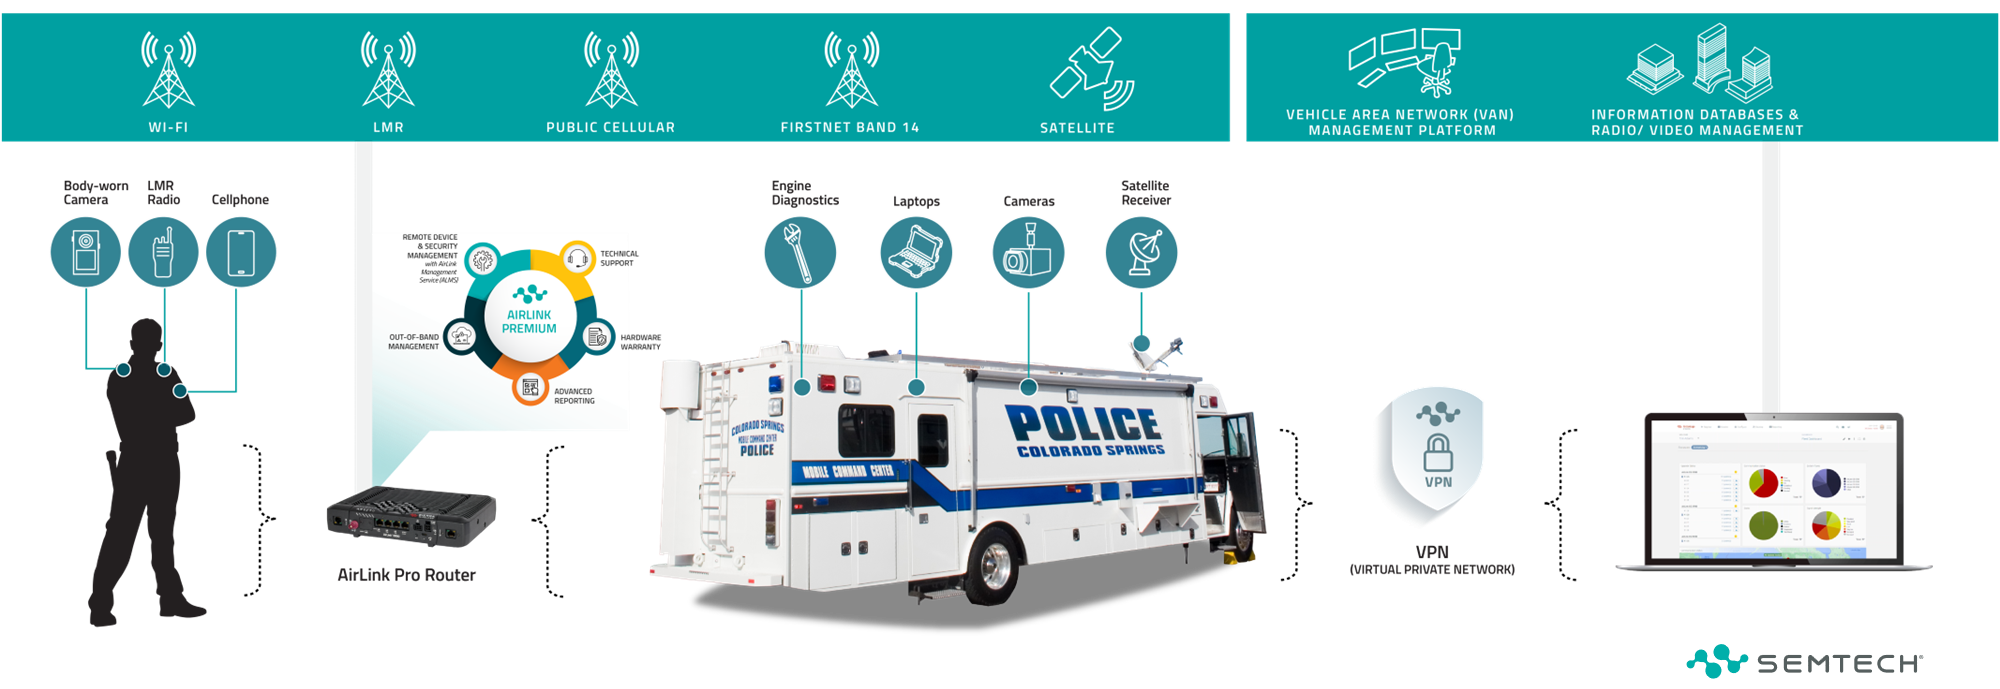 WI-FI
LMR
PUBLIC CELLULAR
FIRSTNET BAND 14
SATELLITE
VEHICLE AREA NETWORK (VAN)
MANAGEMENT PLATFORM
INFORMATION DATABASES &
RADIO/ VIDEO MANAGEMENT
Body-worn
Camera
LMR
Radio
Cellphone
REMOTE DEVICE
& SECURITY
MANAGEMENT
with AirLink
Management
Service (ALMS)
TECHNICAL
SUPPORT
AIRLINK
PREMIUM
OUT-OF-BAND
MANAGEMENT
HARDWARE
WARRANTY
ADVANCED
REPORTING
Engine
Diagnostics
Laptops
Cameras
Satellite
Receiver
COLORADO SPRINGS
MOBILE COMMAND CENTER
POLICE
MOBILE COMMAND CENTER
POLICE
COLORADO SPRINGS
AirLink Pro Router
VPN
VPN
(VIRTUAL PRIVATE NETWORK)
SEMTECH®